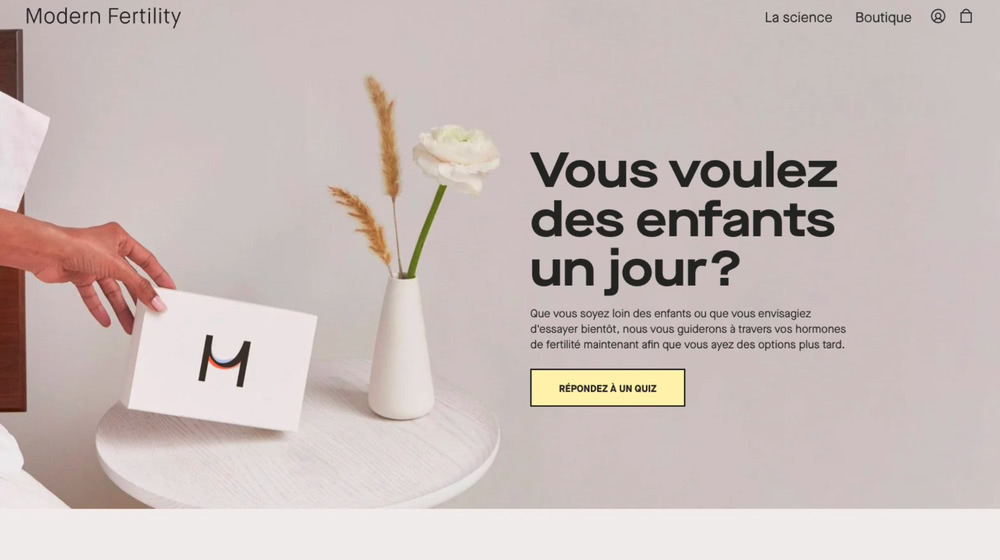 Modern Fertility
La science
Boutique
Vous voulez
des enfants
un jour?
Que vous soyez loin des enfants ou que vous envisagiez
d'essayer bientôt, nous vous guiderons à travers vos hormones
de fertilité maintenant afin que vous ayez des options plus tard.
RÉPONDEZ À UN QUIZ
M